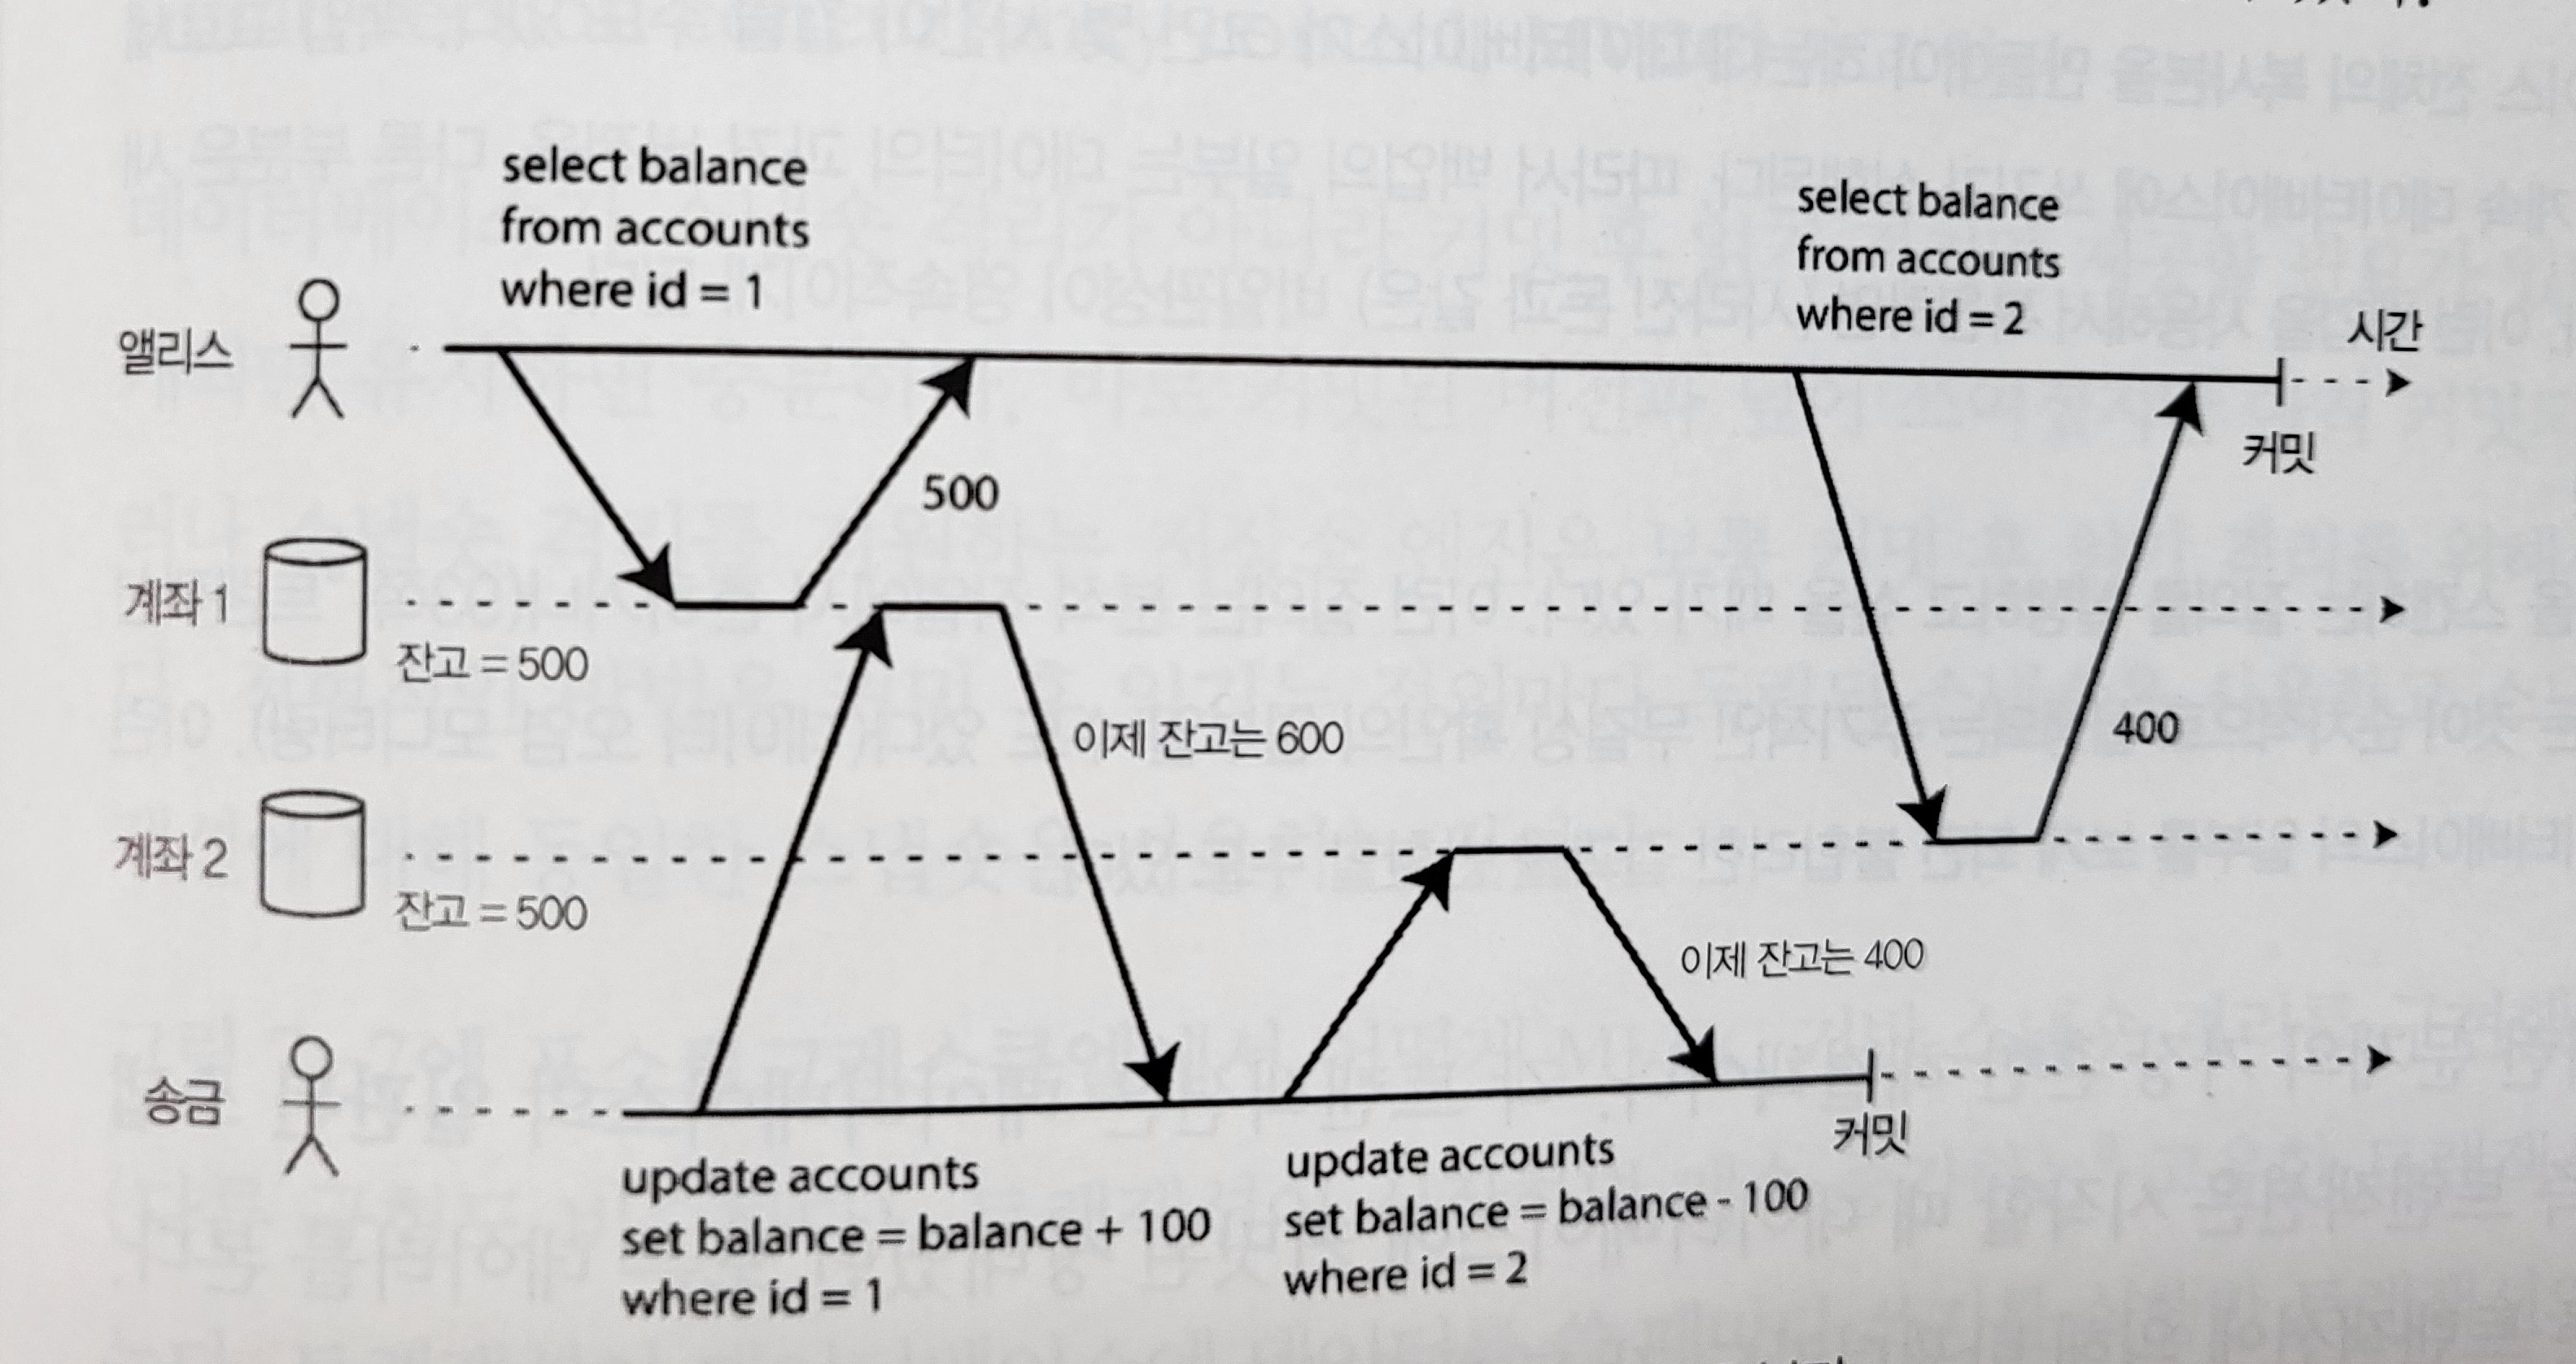 select balance
from accounts
where id = 1
select balance
from accounts
where id = 2
시간
앨리스
커밋
500
계좌 1
잔고 = 500
이제 잔고는 600
400
계좌 2
잔고 = 500
이제 잔고는 400
송금
커밋
update accounts
set balance = balance + 100
where id = 1
update accounts
set balance = balance - 100
where id = 2